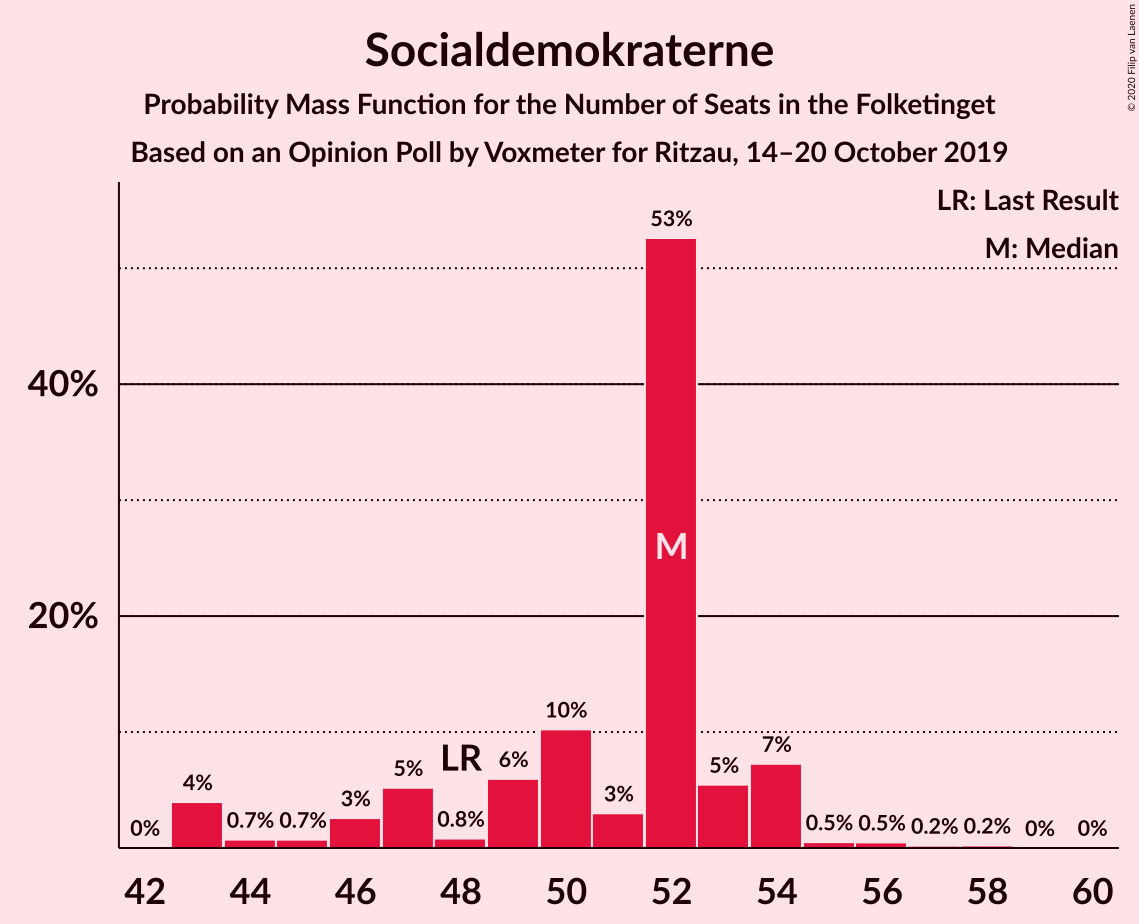 Socialdemokraterne
Probability Mass Function for the Number of Seats in the Folketinget
Based on an Opinion Poll by Voxmeter for Ritzau, 14–20 October 2019
© 2020 Filip van Laenen
LR: Last Result
M: Median
40%
20%
0%
4%
0.7%
0.7%
3%
5%
0.8%
LR
6%
10%
3%
53%
M
5%
7%
0.5%
0.5%
0.2%
0.2%
0%
0%
42 44 46 48 50 52 54 56 58 60